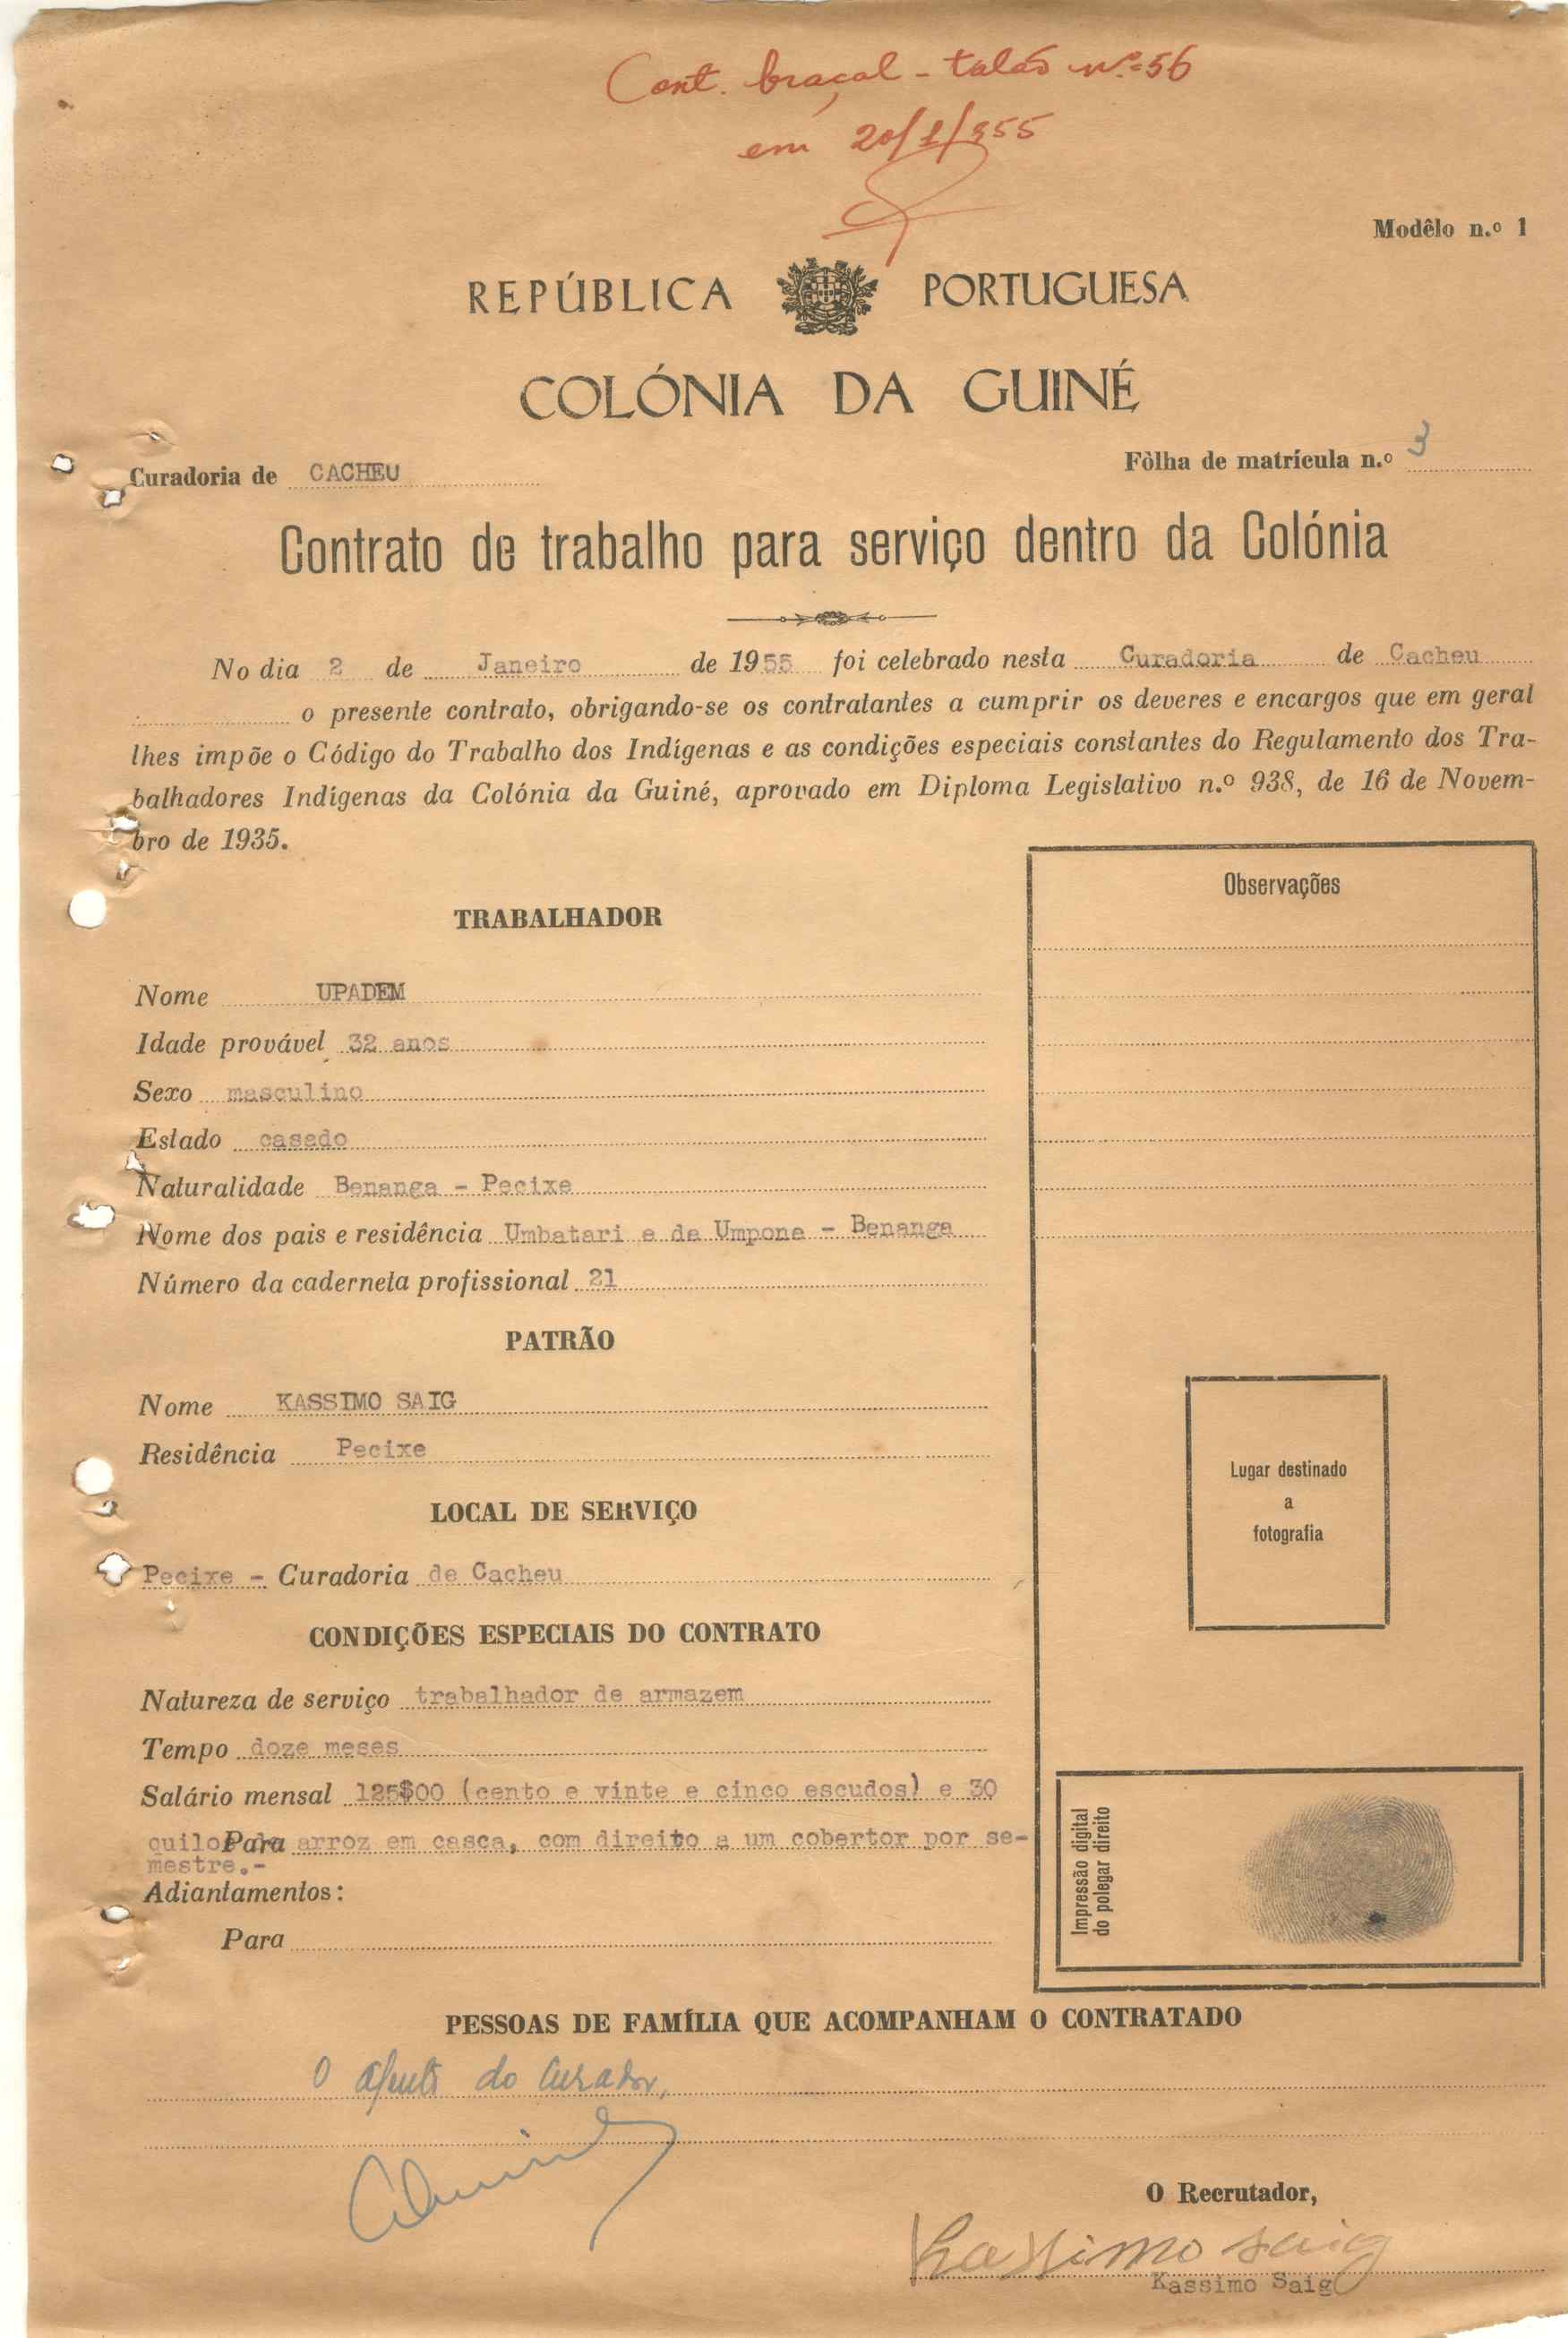 Cont. braçal - talão nº 56
em 20/1/955
Modêlo n.º 1
REPÚBLICA PORTUGUESA
COLÓNIA DA GUINÉ
Curadoria de CACHEU
Fôlha de matrícula n.º 3
Contrato de trabalho para serviço dentro da Colónia
No dia 2 de Janeiro de 1955 foi celebrado nesta Curadoria de Cacheu
o presente contrato, obrigando-se os contratantes a cumprir os deveres e encargos que em geral
lhes impõe o Código do Trabalho dos Indígenas e as condições especiais constantes do Regulamento dos Tra-
balhadores Indígenas da Colónia da Guiné, aprovado em Diploma Legislativo n.º 938, de 16 de Novem-
bro de 1935.
TRABALHADOR
Nome UPADEM
Idade provável 32 anos
Sexo masculino
Estado casado
Naturalidade Benanga - Pecixe
Nome dos pais e residência Umbatari e de Umpone - Benanga
Número da caderneta profissional 21
PATRÃO
Nome KASSIMO SAIG
Residência Pecixe
LOCAL DE SERVIÇO
Pecixe - Curadoria de Cacheu
CONDIÇÕES ESPECIAIS DO CONTRATO
Natureza de serviço trabalhador de armazem
Tempo doze meses
Salário mensal 125$00 (cento e vinte e cinco escudos) e 30
quilos de Para arroz em casca, com direito a um cobertor por se-
mestre.-
Adiantamentos:
Para
Observações
Lugar destinado
a
fotografia
Impressão digital
do polegar direito
PESSOAS DE FAMÍLIA QUE ACOMPANHAM O CONTRATADO
O Agente do Curador,
O Recrutador,
Kassimo Saig
Kassimo Saig